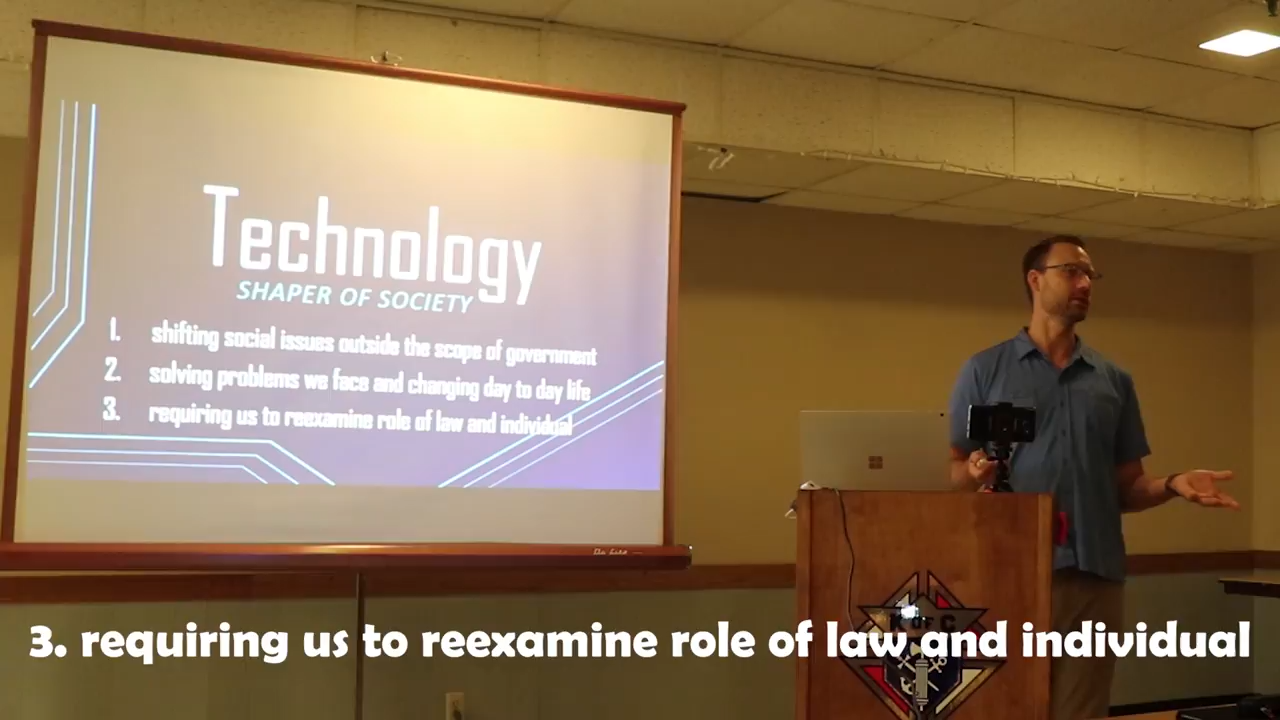 Technology
SHAPER OF SOCIETY
1. shifting social issues outside the scope of government
2. solving problems we face and changing day to day life
3. requiring us to reexamine role of law and individual
K OF C
3. requiring us to reexamine role of law and individual